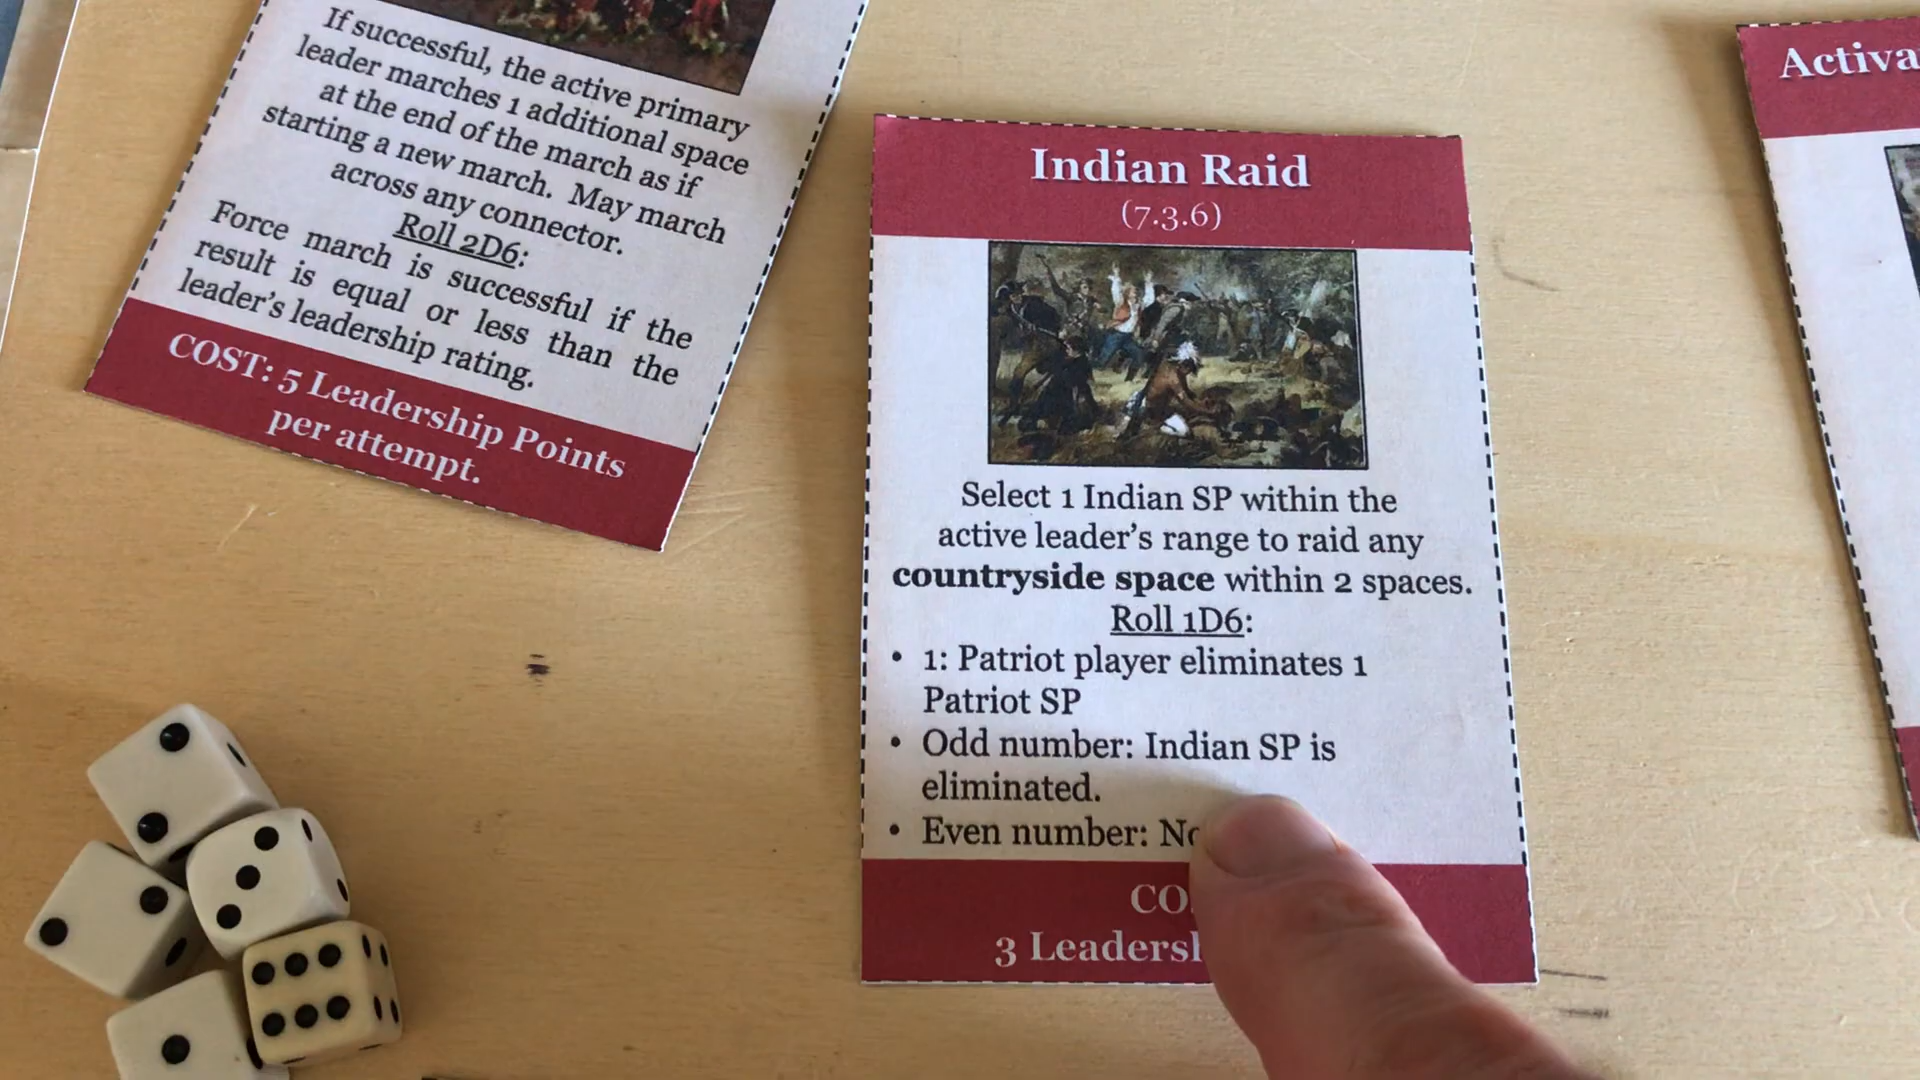 If successful, the active primary
leader marches 1 additional space
at the end of the march as if
starting a new march. May march
across any connector.
Roll 2D6:
Force march is successful if the
result is equal or less than the
leader's leadership rating.
COST: 5 Leadership Points
per attempt.
Indian Raid
(7.3.6)
Select 1 Indian SP within the
active leader's range to raid any
countryside space within 2 spaces.
Roll 1D6:
• 1: Patriot player eliminates 1
Patriot SP
• Odd number: Indian SP is
eliminated.
• Even number:
3